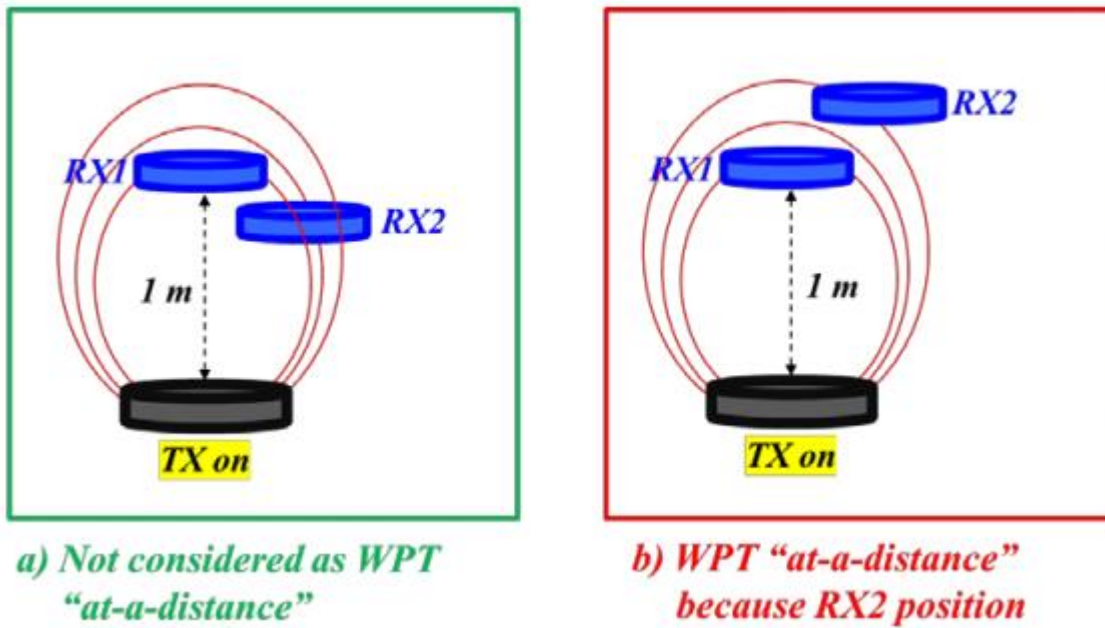 RX1
RX2
1 m
TX on
a) Not considered as WPT
“at-a-distance”
RX2
RX1
1 m
TX on
b) WPT “at-a-distance”
because RX2 position